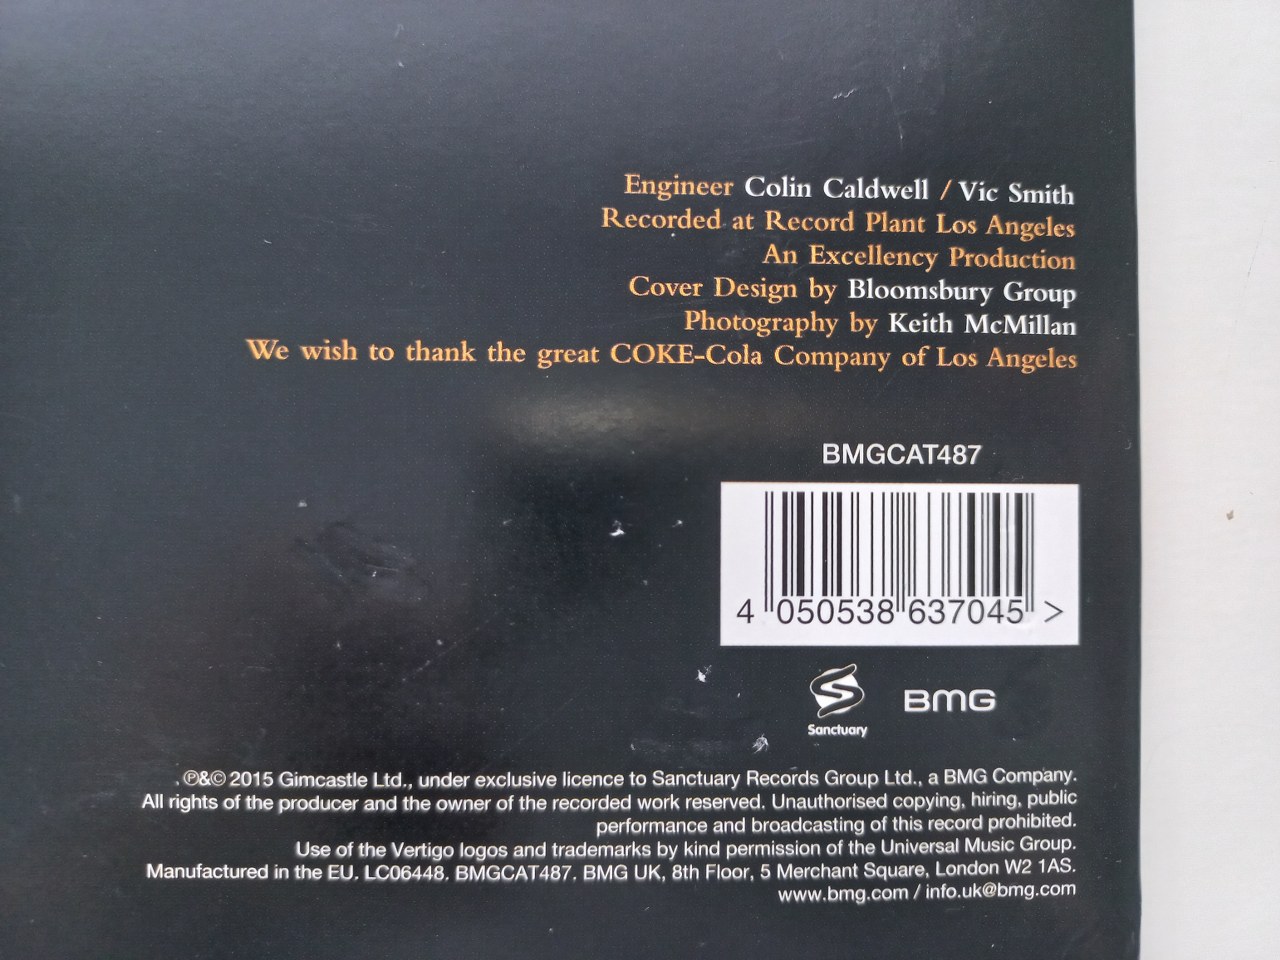 Engineer Colin Caldwell / Vic Smith
Recorded at Record Plant Los Angeles
An Excellency Production
Cover Design by Bloomsbury Group
Photography by Keith McMillan
We wish to thank the great COKE-Cola Company of Los Angeles
BMGCAT487
4 050538 637045 >
Sanctuary
BMG
℗&© 2015 Gimcastle Ltd., under exclusive licence to Sanctuary Records Group Ltd., a BMG Company.
All rights of the producer and the owner of the recorded work reserved. Unauthorised copying, hiring, public
performance and broadcasting of this record prohibited.
Use of the Vertigo logos and trademarks by kind permission of the Universal Music Group.
Manufactured in the EU. LC06448. BMGCAT487. BMG UK, 8th Floor, 5 Merchant Square, London W2 1AS.
www.bmg.com / info.uk@bmg.com